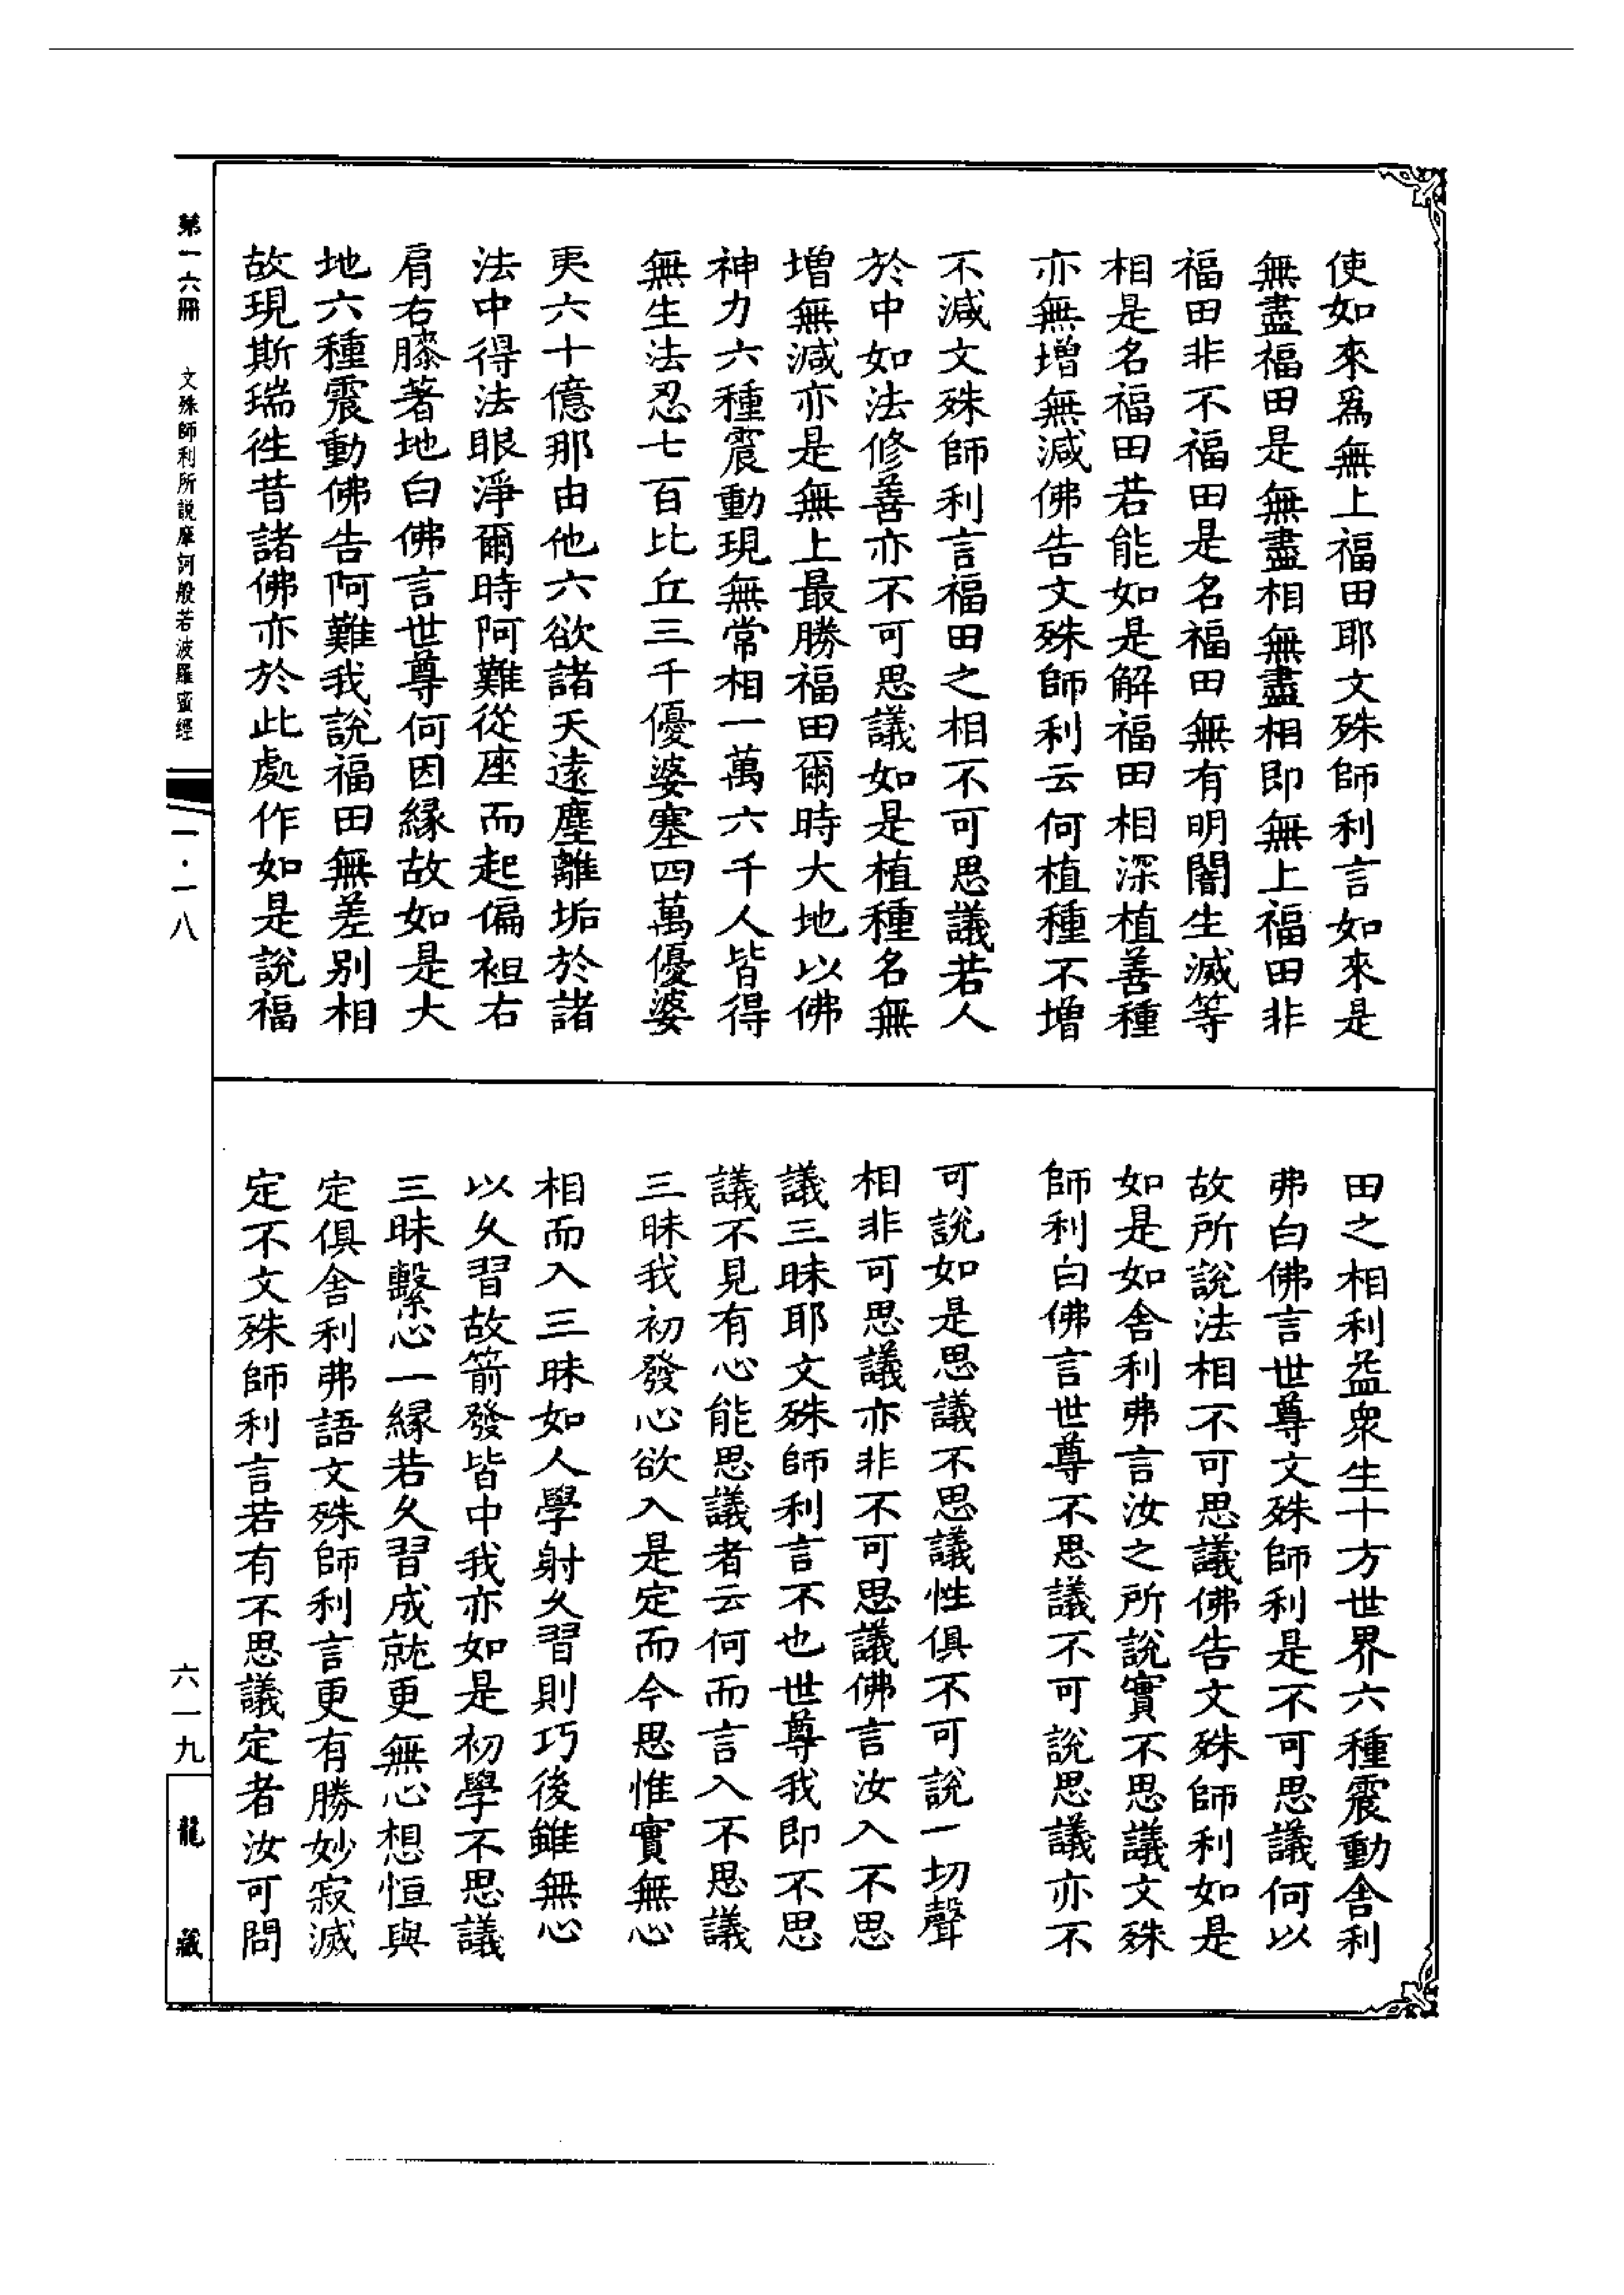 使如來爲無上福田耶文殊師利言如來是
無盡福田是無盡相無盡相即無上福田非
福田非不福田是名福田無有明闇生滅等
相是名福田若能如是解福田相深植善種
亦無增無減佛告文殊師利云何植種不增
不減文殊師利言福田之相不可思議若人
於中如法修善亦不可思議如是植種名無
增無減亦是無上最勝福田爾時大地以佛
神力六種震動現無常相一萬六千人皆得
無生法忍七百比丘三千優婆塞四萬優婆
夷六十億那由他六欲諸天遠塵離垢於諸
法中得法眼淨爾時阿難從座而起偏袒右
肩右膝著地白佛言世尊何因緣故如是大
地六種震動佛告阿難我說福田無差別相
故現斯瑞徃昔諸佛亦於此處作如是說福
田之相利益衆生十方世界六種震動舍利
弗白佛言世尊文殊師利是不可思議何以
故所說法相不可思議佛告文殊師利如是
如是如舍利弗言汝之所說實不思議文殊
師利白佛言世尊不思議不可說思議亦不
可說如是思議不思議性俱不可說一切聲
相非可思議亦非不可思議佛言汝入不思
議三昧耶文殊師利言不也世尊我即不思
議不見有心能思議者云何而言入不思議
三昧我初發心欲入是定而今思惟實無心
相而入三昧如人學射久習則巧後雖無心
以久習故箭發皆中我亦如是初學不思議
三昧繫心一緣若久習成就更無心想恒與
定俱舍利弗語文殊師利言更有勝妙寂滅
定不文殊師利言若有不思議定者汝可問
第一六冊 文殊師利所説摩訶般若波羅蜜經
一·一八
六一九
龍藏